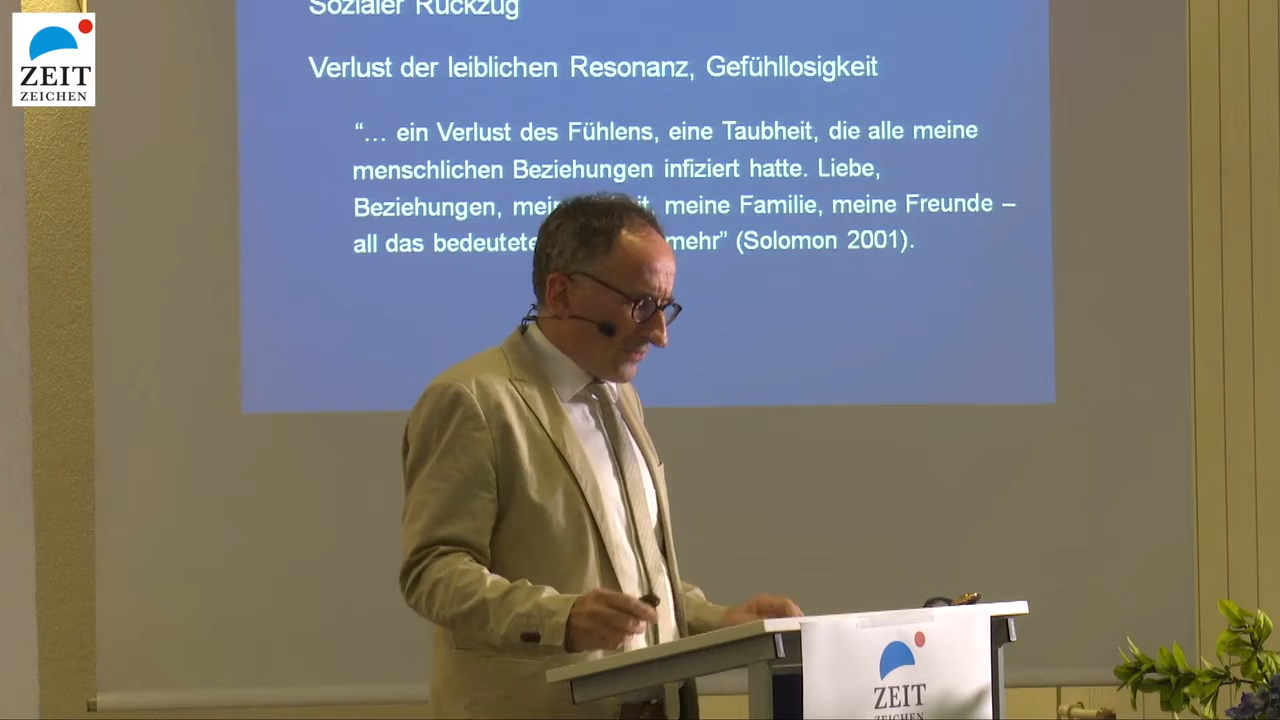 Sozialer Rückzug
ZEIT
ZEICHEN
Verlust der leiblichen Resonanz, Gefühllosigkeit
“… ein Verlust des Fühlens, eine Taubheit, die alle meine
menschlichen Beziehungen infiziert hatte. Liebe,
Beziehungen, meine Familie, meine Freunde –
all das bedeutete mehr” (Solomon 2001).
ZEIT
ZEICHEN